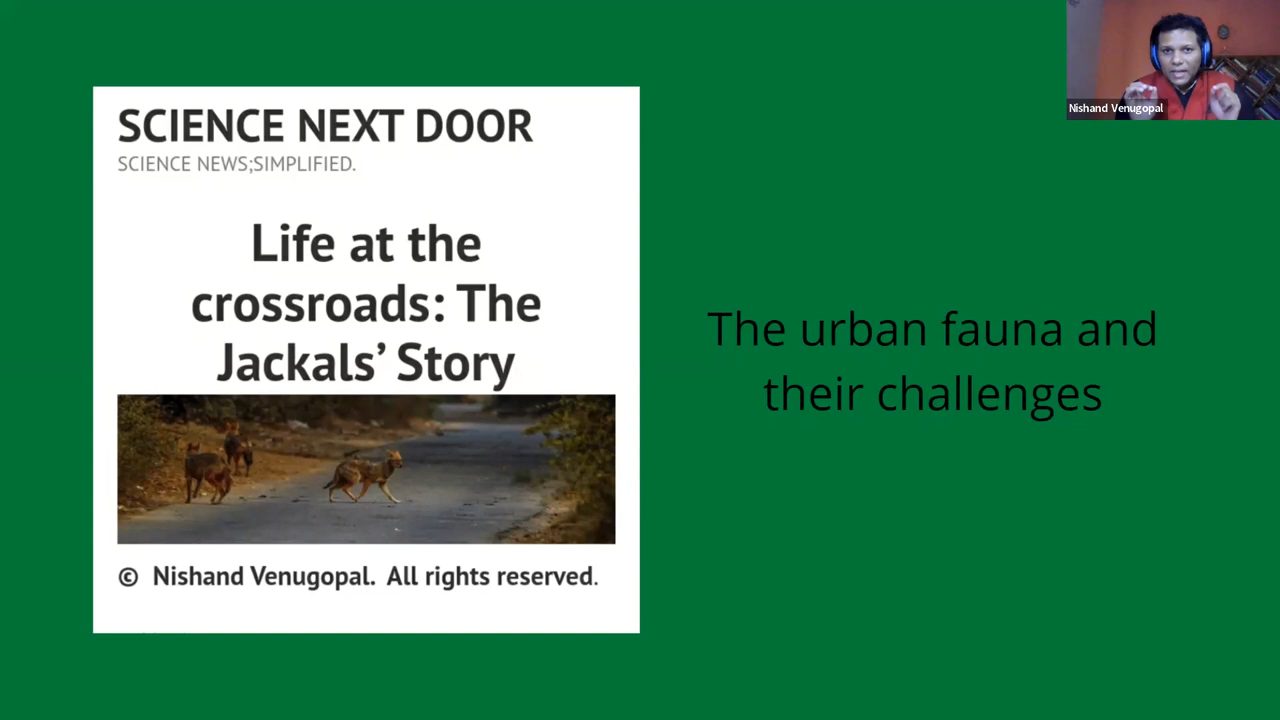 SCIENCE NEXT DOOR
SCIENCE NEWS;SIMPLIFIED.
Life at the
crossroads: The
Jackals’ Story
© Nishand Venugopal. All rights reserved.
The urban fauna and
their challenges
Nishand Venugopal